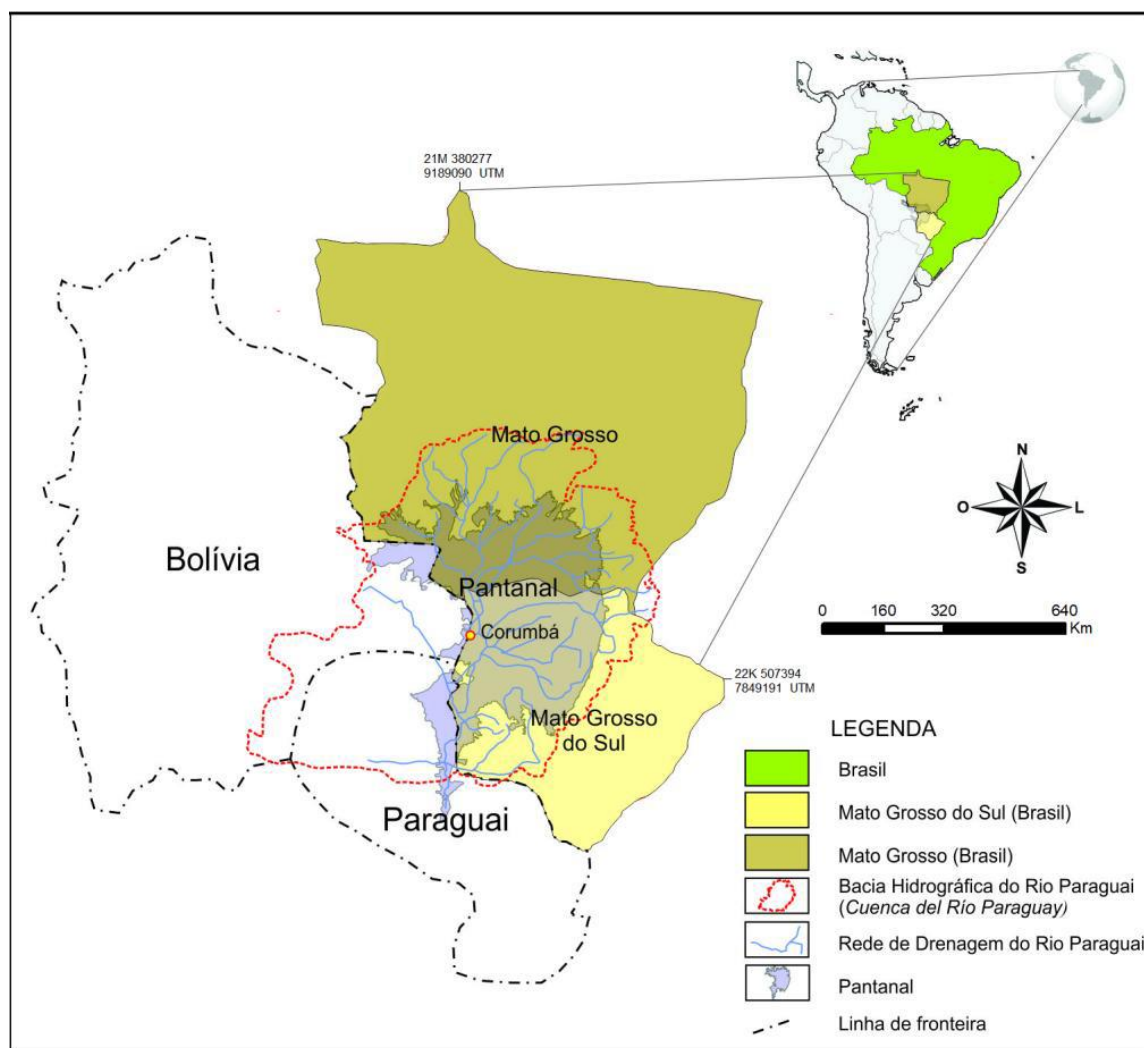 21M 380277
9189090 UTM
Mato Grosso
Bolívia
Pantanal
Corumbá
Mato Grosso
do Sul
Paraguai
22K 507394
7849191 UTM
N
O
L
S
0 160 320 640
Km
LEGENDA
Brasil
Mato Grosso do Sul (Brasil)
Mato Grosso (Brasil)
Bacia Hidrográfica do Rio Paraguai
(Cuenca del Río Paraguay)
Rede de Drenagem do Rio Paraguai
Pantanal
Linha de fronteira